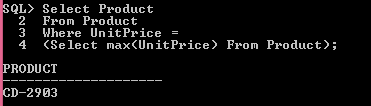 SQL> Select Product
  2  From Product
  3  Where UnitPrice =
  4  (Select max(UnitPrice) From Product);
PRODUCT
--------------------
CD-2903